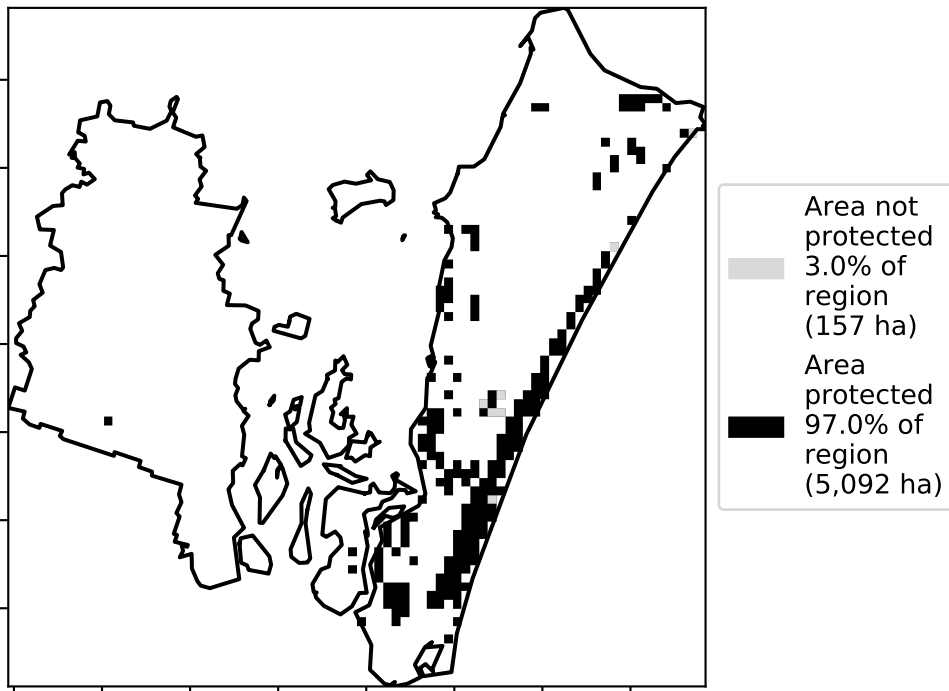 Area not
protected
3.0% of
region
(157 ha)
Area
protected
97.0% of
region
(5,092 ha)